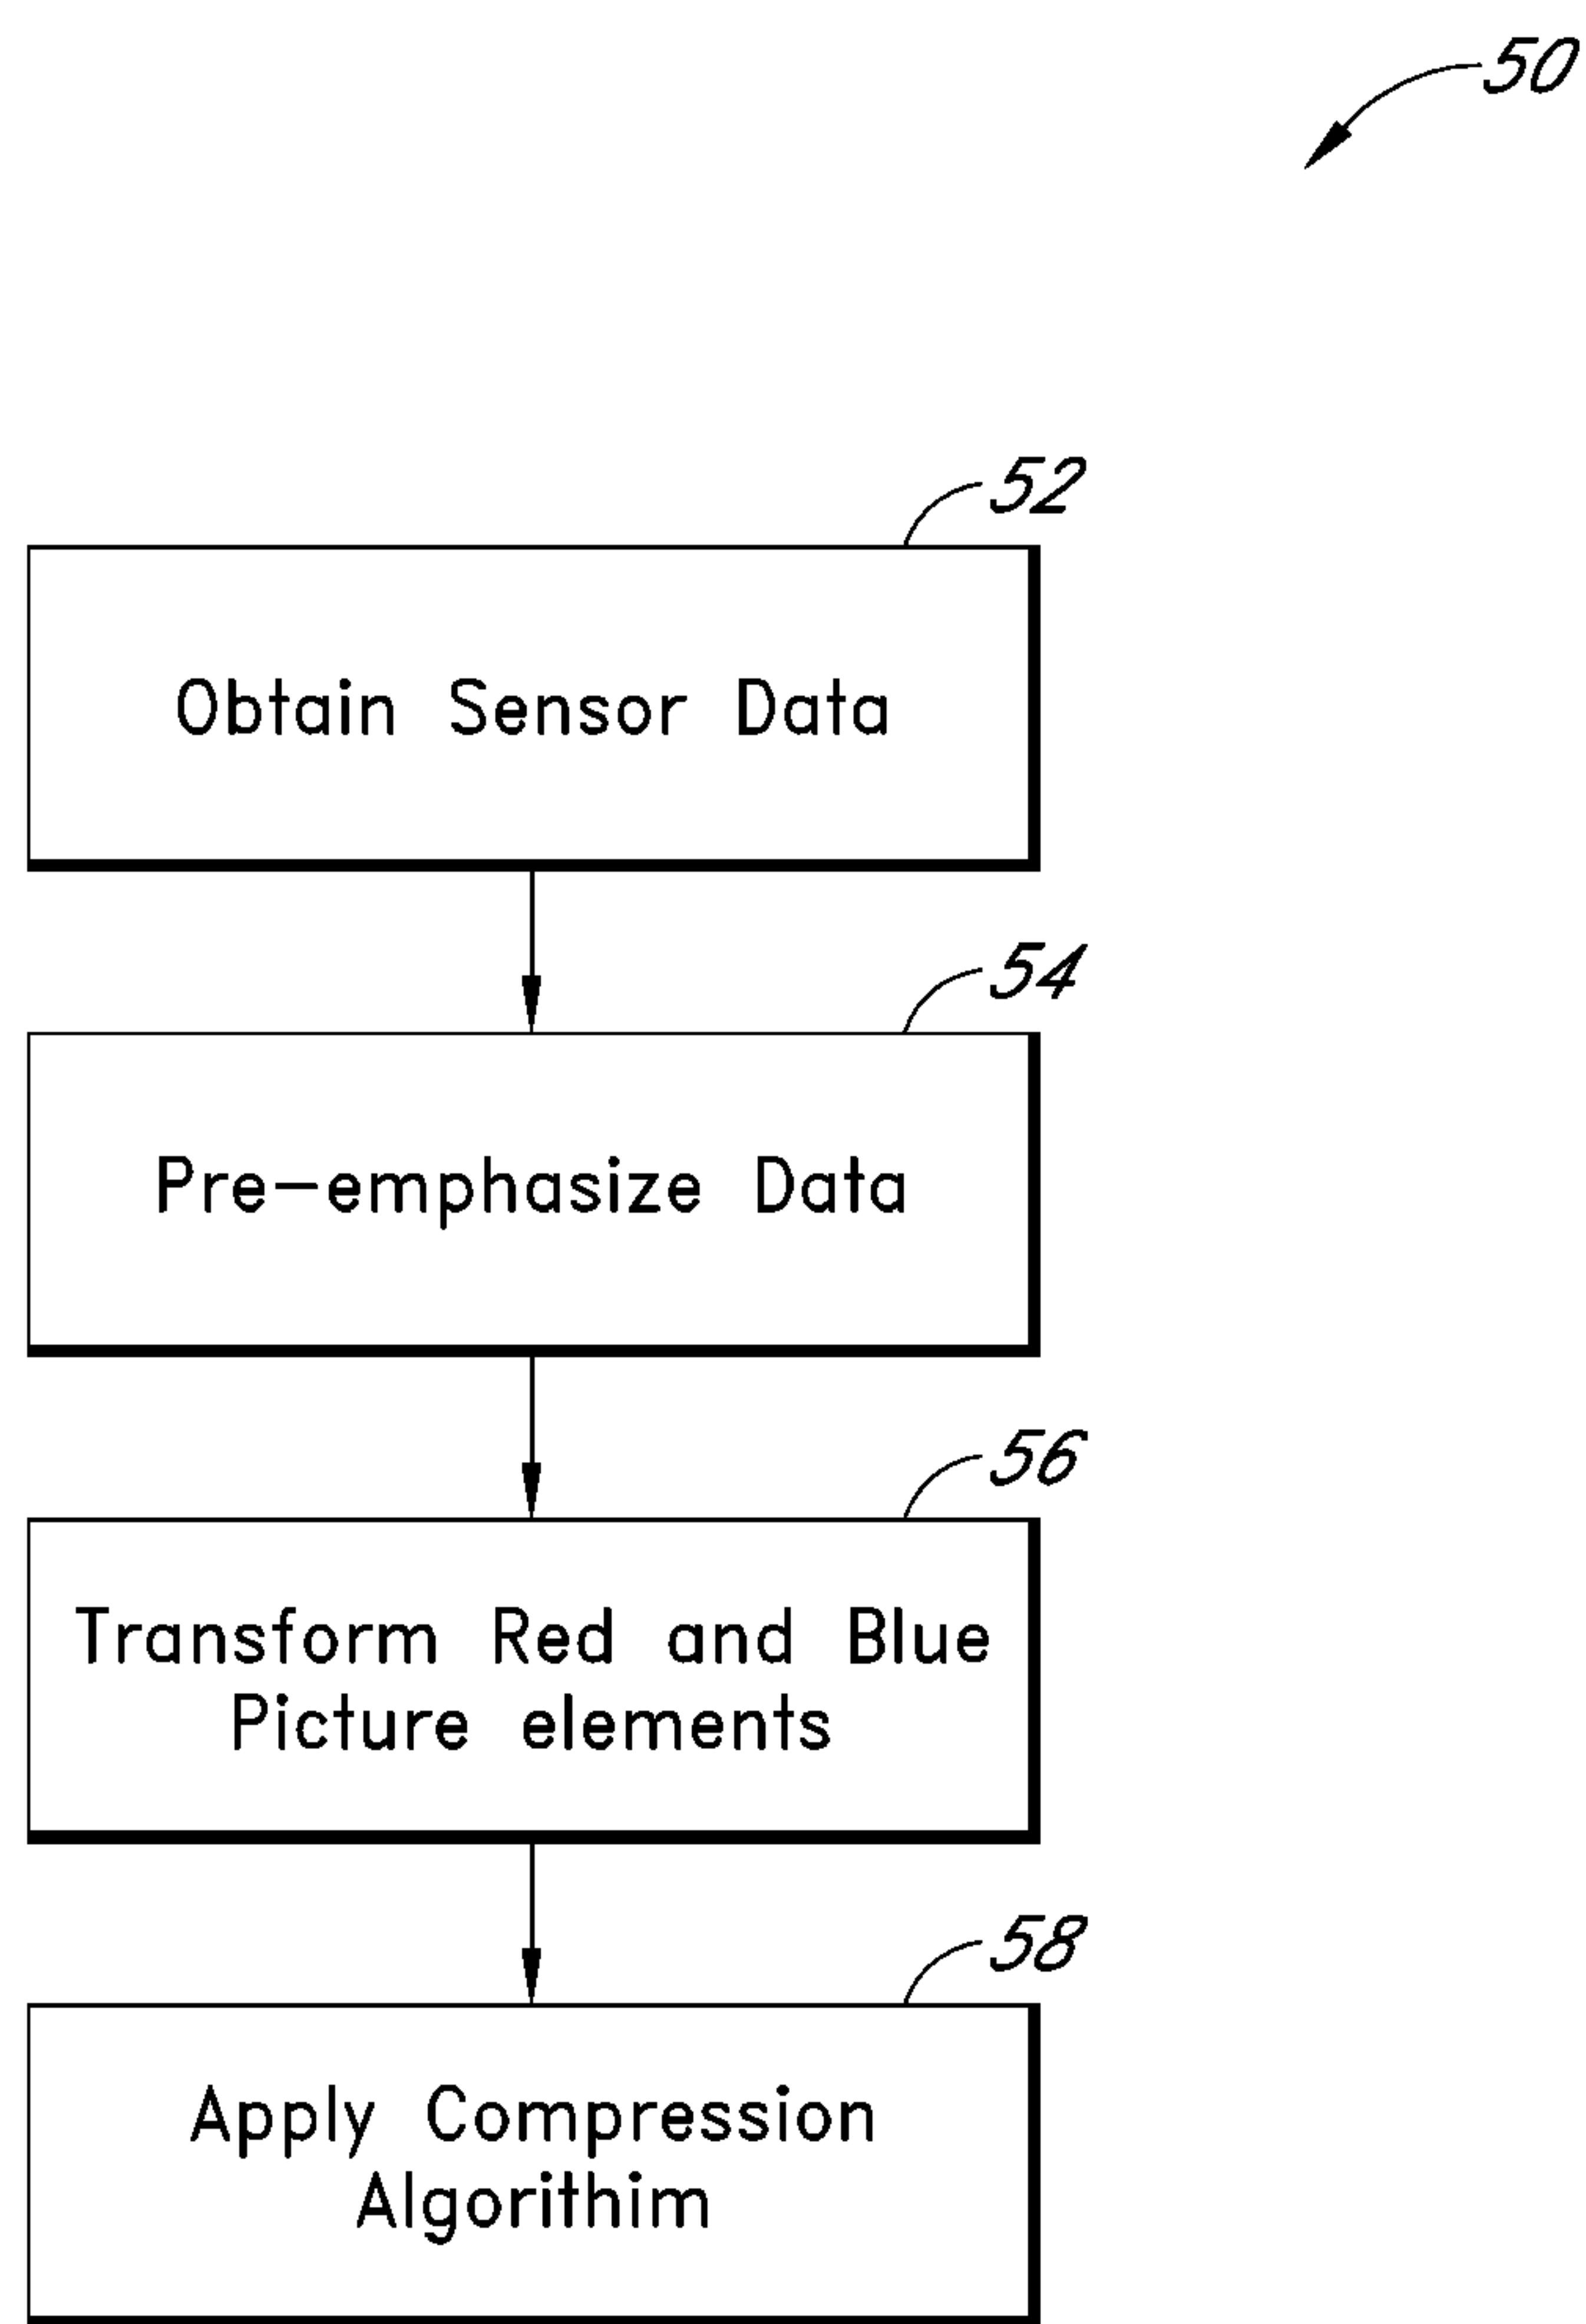 50
52
Obtain Sensor Data
54
Pre-emphasize Data
56
Transform Red and Blue
Picture elements
58
Apply Compression
Algorithim